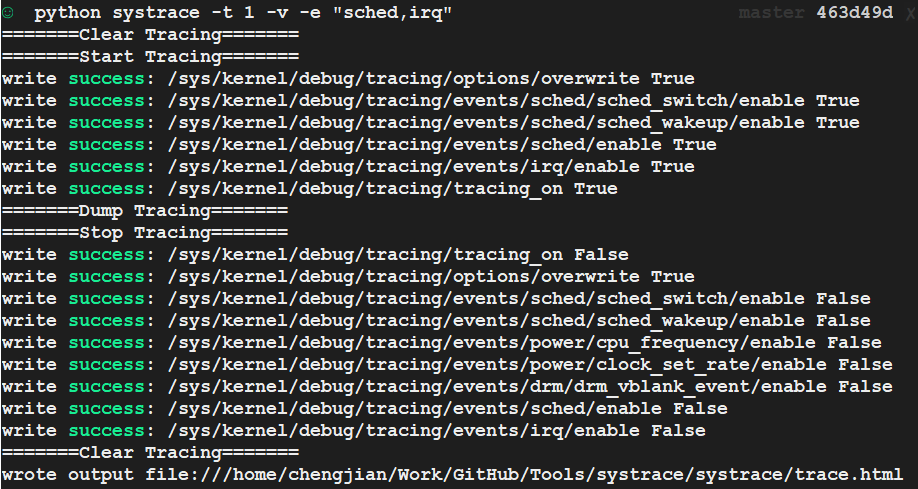 ☺ python systrace -t 1 -v -e "sched,irq" master 463d49d X
=======Clear Tracing=======
=======Start Tracing=======
write success: /sys/kernel/debug/tracing/options/overwrite True
write success: /sys/kernel/debug/tracing/events/sched/sched_switch/enable True
write success: /sys/kernel/debug/tracing/events/sched/sched_wakeup/enable True
write success: /sys/kernel/debug/tracing/events/sched/enable True
write success: /sys/kernel/debug/tracing/events/irq/enable True
write success: /sys/kernel/debug/tracing/tracing_on True
=======Dump Tracing=======
=======Stop Tracing=======
write success: /sys/kernel/debug/tracing/tracing_on False
write success: /sys/kernel/debug/tracing/options/overwrite True
write success: /sys/kernel/debug/tracing/events/sched/sched_switch/enable False
write success: /sys/kernel/debug/tracing/events/sched/sched_wakeup/enable False
write success: /sys/kernel/debug/tracing/events/power/cpu_frequency/enable False
write success: /sys/kernel/debug/tracing/events/power/clock_set_rate/enable False
write success: /sys/kernel/debug/tracing/events/drm/drm_vblank_event/enable False
write success: /sys/kernel/debug/tracing/events/sched/enable False
write success: /sys/kernel/debug/tracing/events/irq/enable False
=======Clear Tracing=======
wrote output file:///home/chengjian/Work/GitHub/Tools/systrace/systrace/trace.html